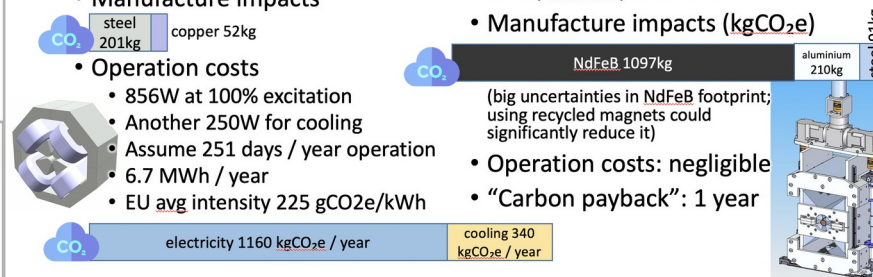 Manufacture impacts
CO₂
steel
201kg
copper 52kg
• Operation costs
• 856W at 100% excitation
• Another 250W for cooling
• Assume 251 days / year operation
• 6.7 MWh / year
• EU avg intensity 225 gCO2e/kWh
CO₂
electricity 1160 kgCO₂e / year
cooling 340
kgCO₂e / year
• Manufacture impacts (kgCO₂e)
CO₂
NdFeB 1097kg
aluminium
210kg
(big uncertainties in NdFeB footprint;
using recycled magnets could
significantly reduce it)
• Operation costs: negligible
• “Carbon payback”: 1 year